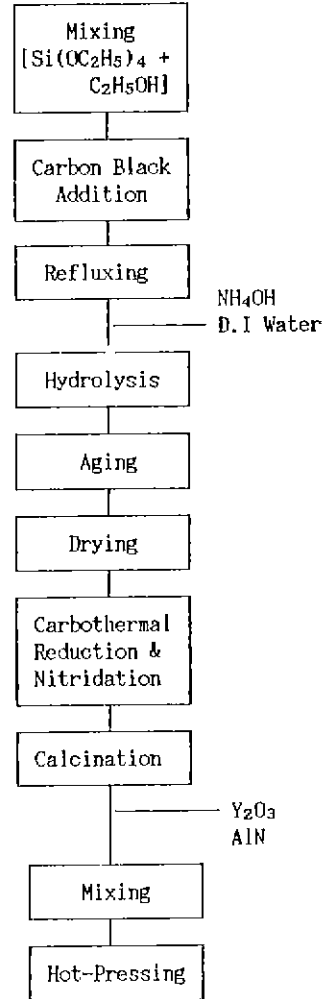 Mixing
[Si(OC₂H₅)₄ +
C₂H₅OH]
Carbon Black
Addition
Refluxing
NH₄OH
D.I Water
Hydrolysis
Aging
Drying
Carbothermal
Reduction &
Nitridation
Calcination
Y₂O₃
AlN
Mixing
Hot-Pressing